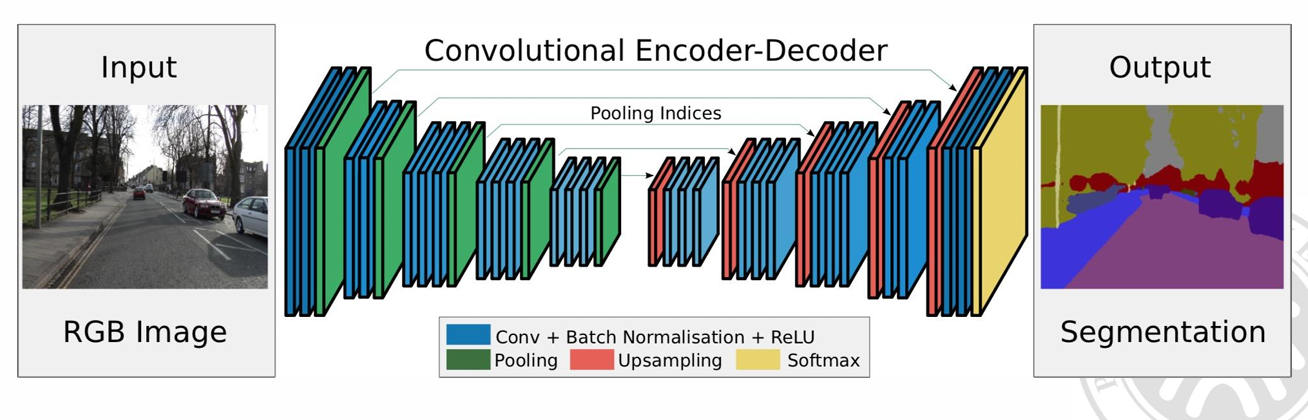 Input
RGB Image
Convolutional Encoder-Decoder
Pooling Indices
Conv + Batch Normalisation + ReLU
Pooling Upsampling Softmax
Output
Segmentation